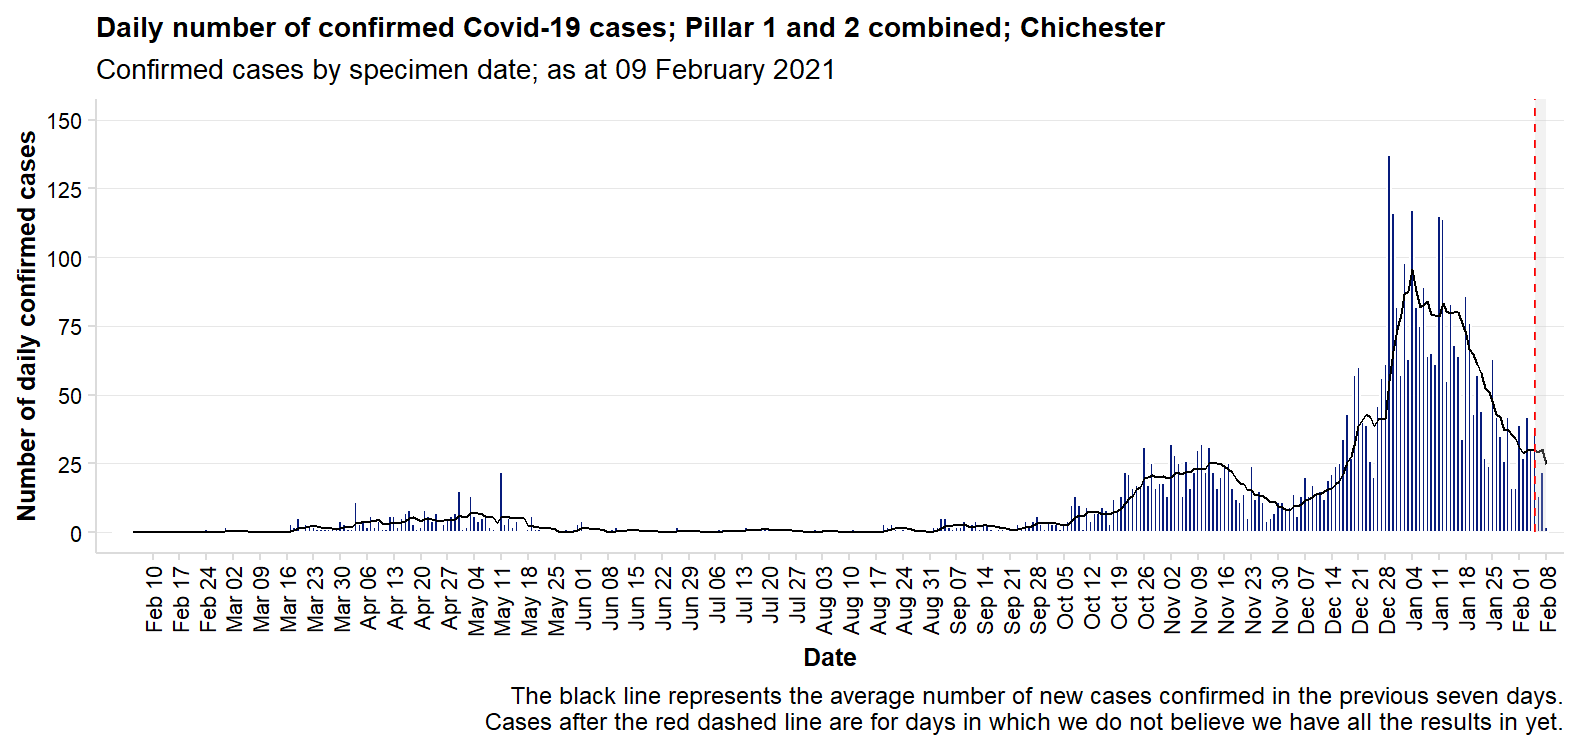 Daily number of confirmed Covid-19 cases; Pillar 1 and 2 combined; Chichester
Confirmed cases by specimen date; as at 09 February 2021
Number of daily confirmed cases
150
125
100
75
50
25
0
Feb 10
Feb 17
Feb 24
Mar 02
Mar 09
Mar 16
Mar 23
Mar 30
Apr 06
Apr 13
Apr 20
Apr 27
May 04
May 11
May 18
May 25
Jun 01
Jun 08
Jun 15
Jun 22
Jun 29
Jul 06
Jul 13
Jul 20
Jul 27
Aug 03
Aug 10
Aug 17
Aug 24
Aug 31
Sep 07
Sep 14
Sep 21
Sep 28
Oct 05
Oct 12
Oct 19
Oct 26
Nov 02
Nov 09
Nov 16
Nov 23
Nov 30
Dec 07
Dec 14
Dec 21
Dec 28
Jan 04
Jan 11
Jan 18
Jan 25
Feb 01
Feb 08
Date
The black line represents the average number of new cases confirmed in the previous seven days.
Cases after the red dashed line are for days in which we do not believe we have all the results in yet.